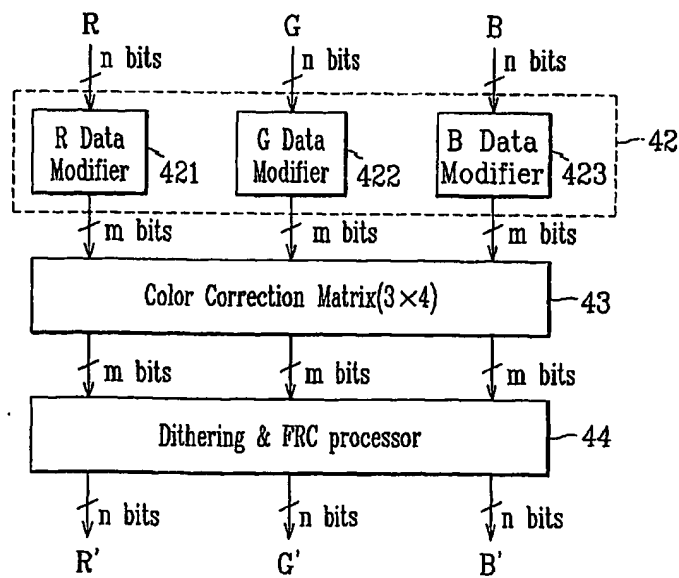 R G B
n bits n bits n bits
R Data Modifier 421 G Data Modifier 422 B Data Modifier 423 42
m bits m bits m bits
Color Correction Matrix(3×4) 43
m bits m bits m bits
Dithering & FRC processor 44
n bits n bits n bits
R' G' B'